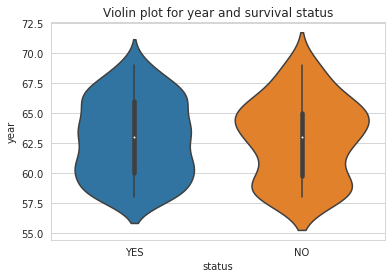 Violin plot for year and survival status
72.5
70.0
67.5
65.0
62.5
60.0
57.5
55.0
year
YES
NO
status